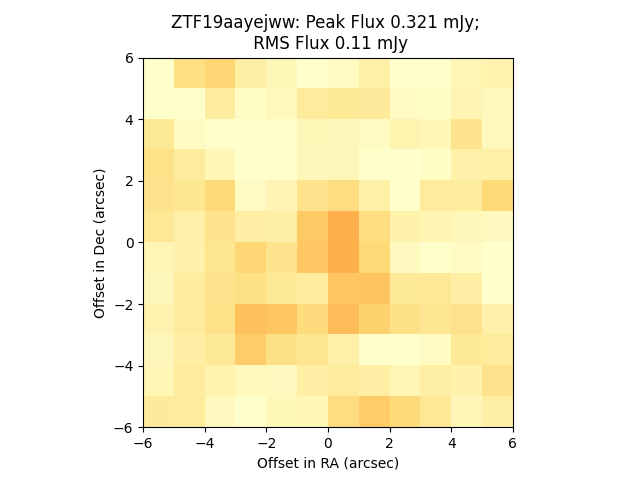 ZTF19aayejww: Peak Flux 0.321 mJy;
RMS Flux 0.11 mJy
6
4
2
0
−2
−4
−6
Offset in Dec (arcsec)
−6 −4 −2 0 2 4 6
Offset in RA (arcsec)